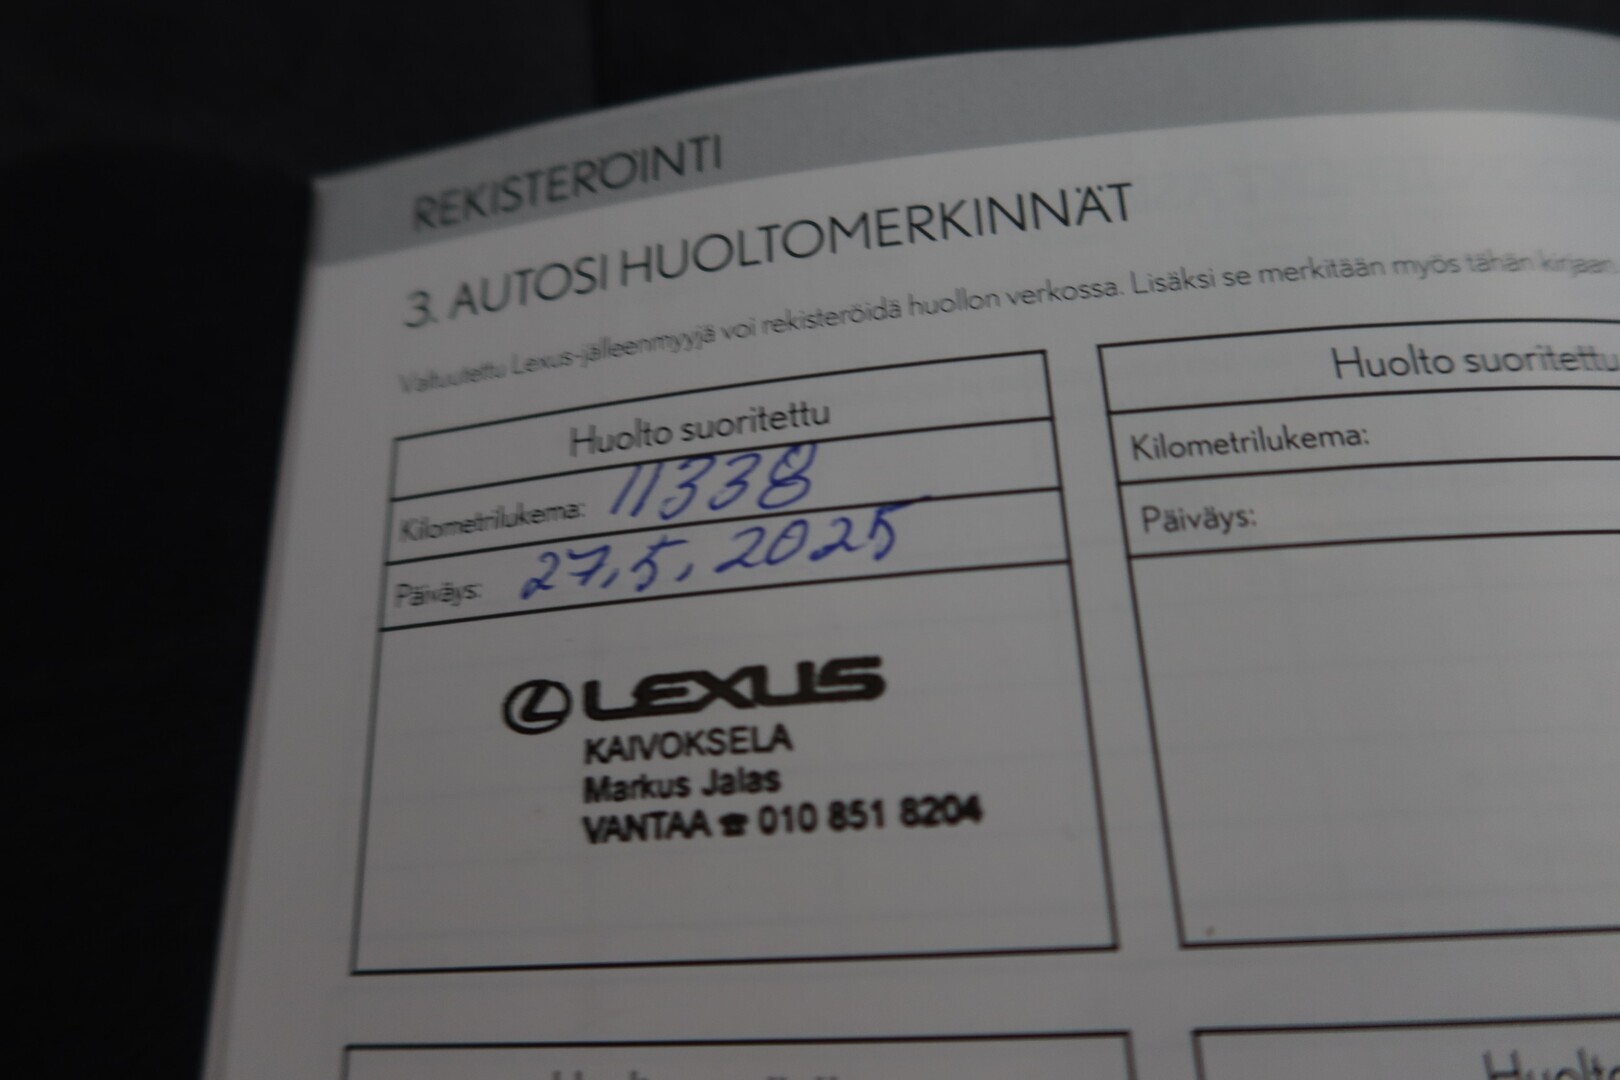 REKISTERÖINTI
3. AUTOSI HUOLTOMERKINNÄT
Valtuutettu Lexus-jälleenmyyjä voi rekisteröidä huollon verkossa. Lisäksi se merkitään myös tähän kirjaan.
Huolto suoritettu
Kilometrilukema: 11338
Päiväys: 27.5.2025
LEXUS
KAIVOKSELA
Markus Jalas
VANTAA ☎ 010 851 8204
Huolto suoritettu
Kilometrilukema:
Päiväys: